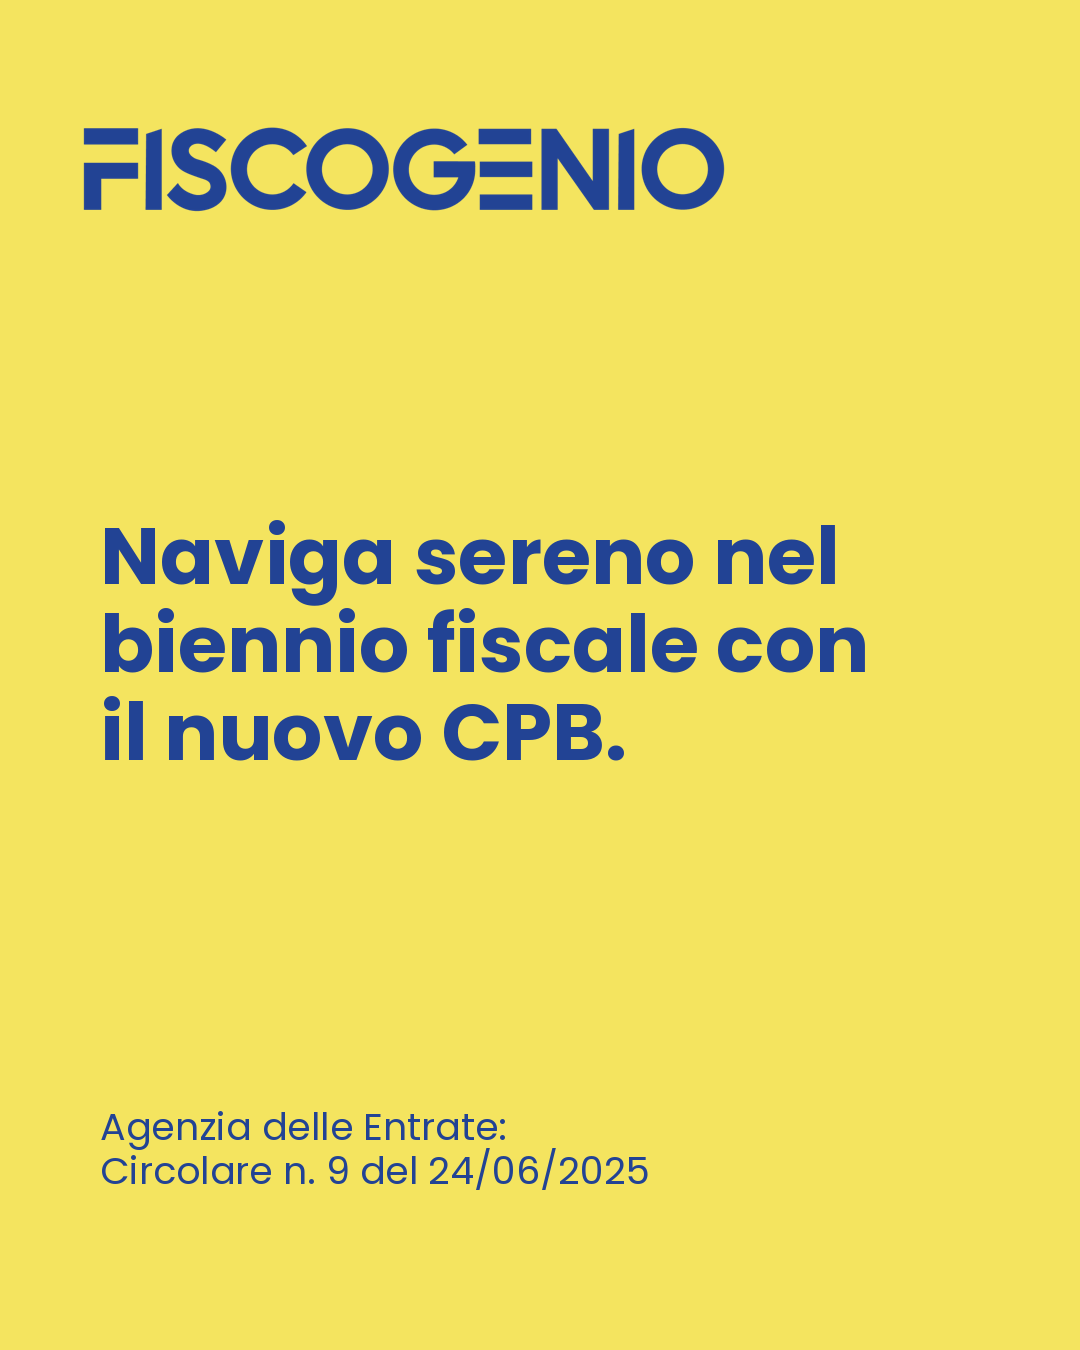 FISCOGENIO
Naviga sereno nel
biennio fiscale con
il nuovo CPB.
Agenzia delle Entrate:
Circolare n. 9 del 24/06/2025